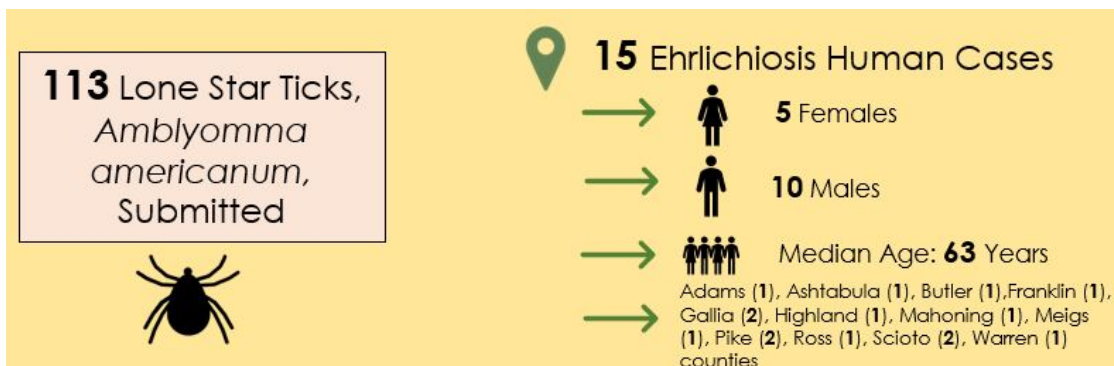 113 Lone Star Ticks,
Amblyomma
americanum,
Submitted
15 Ehrlichiosis Human Cases
5 Females
10 Males
Median Age: 63 Years
Adams (1), Ashtabula (1), Butler (1),Franklin (1),
Gallia (2), Highland (1), Mahoning (1), Meigs
(1), Pike (2), Ross (1), Scioto (2), Warren (1)
counties